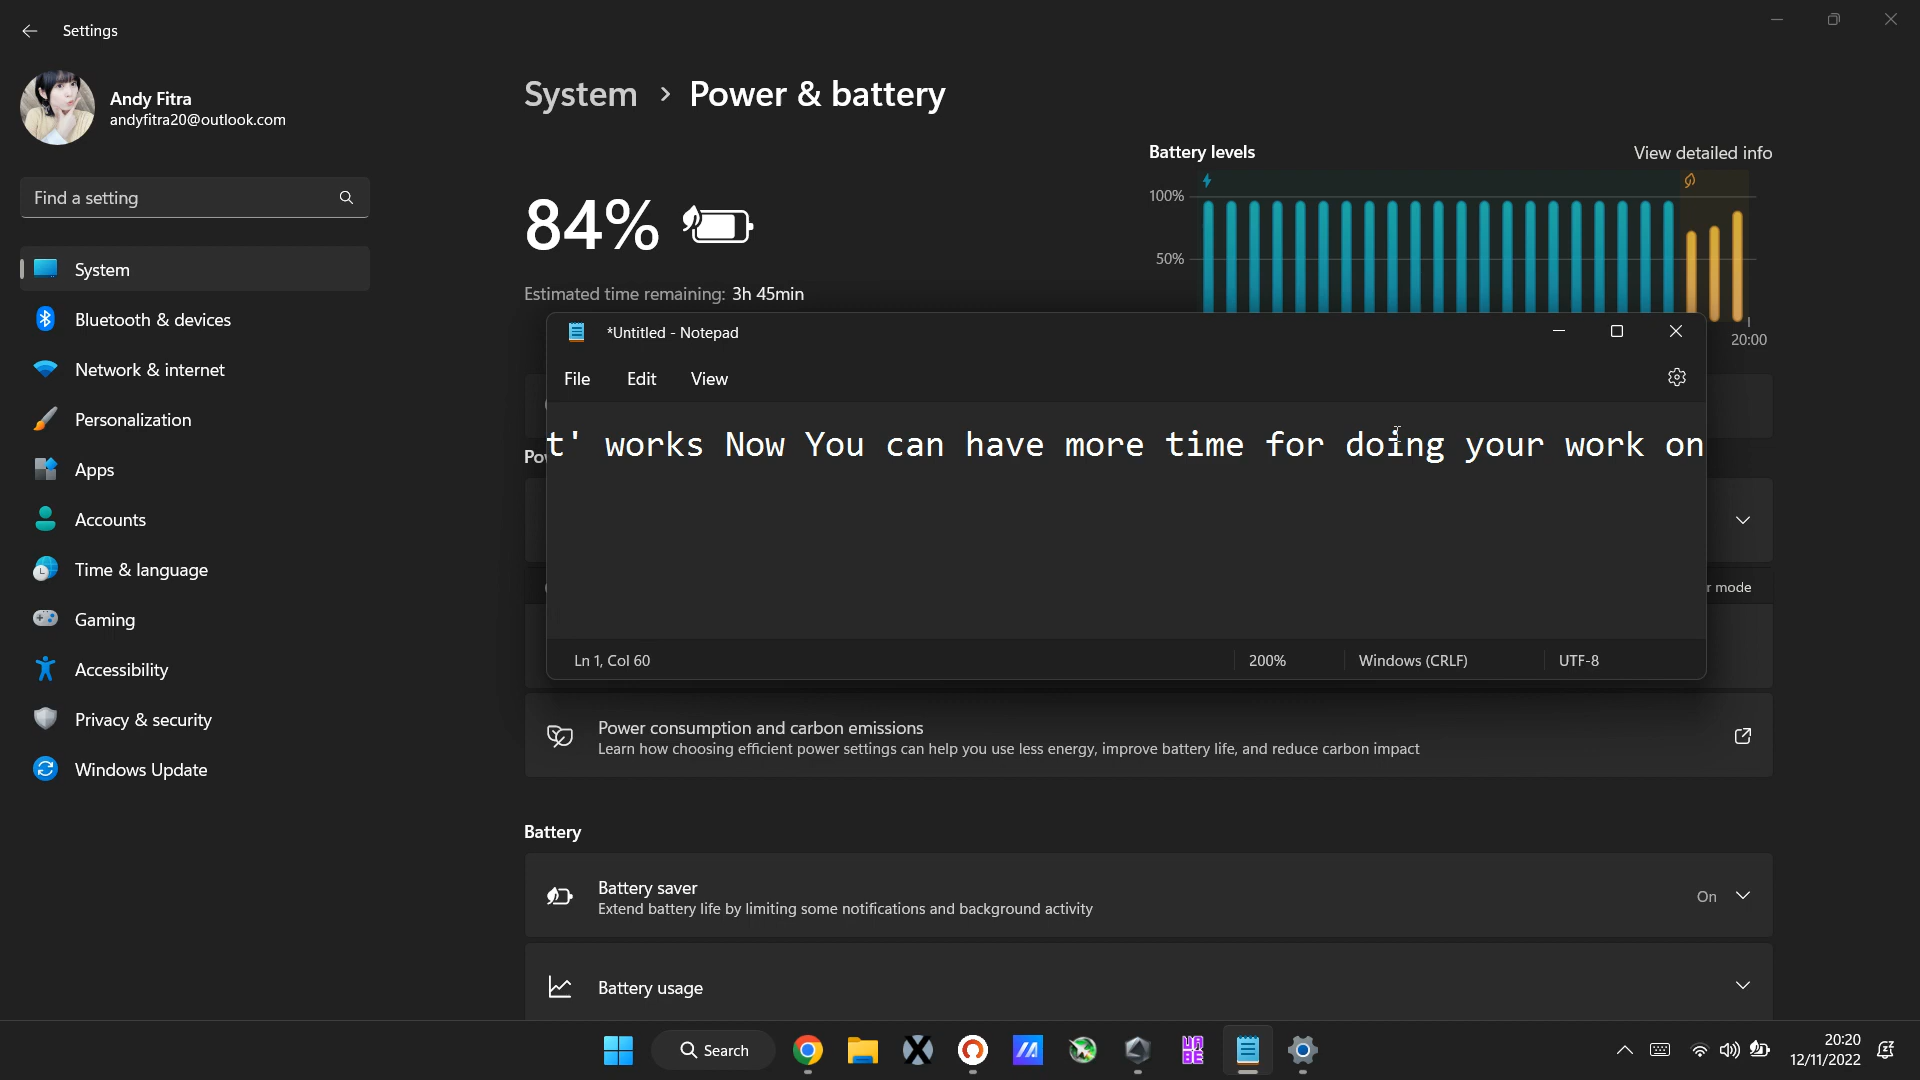 Settings
Andy Fitra
andyfitra20@outlook.com
Find a setting
System
Bluetooth & devices
Network & internet
Personalization
Apps
Accounts
Time & language
Gaming
Accessibility
Privacy & security
Windows Update
System > Power & battery
84%
Estimated time remaining: 3h 45min
Battery levels
View detailed info
100%
50%
20:00
*Untitled - Notepad
File Edit View
t' works Now You can have more time for doing your work on
Ln 1, Col 60
200%
Windows (CRLF)
UTF-8
Po
r mode
Power consumption and carbon emissions
Learn how choosing efficient power settings can help you use less energy, improve battery life, and reduce carbon impact
Battery
Battery saver
Extend battery life by limiting some notifications and background activity
On
Battery usage
Search
UA
BE
20:20
12/11/2022